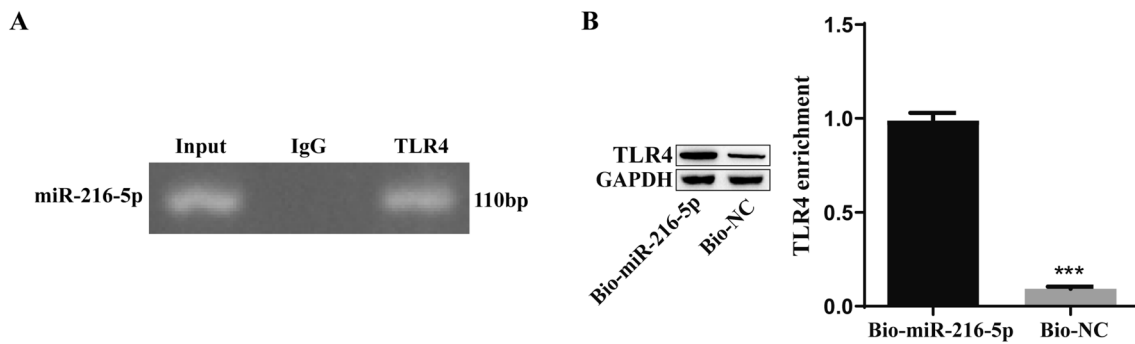 A
Input IgG TLR4
miR-216-5p 110bp
B
TLR4
GAPDH
Bio-miR-216-5p
Bio-NC
TLR4 enrichment
1.5
1.0
0.5
0.0
***
Bio-miR-216-5p Bio-NC